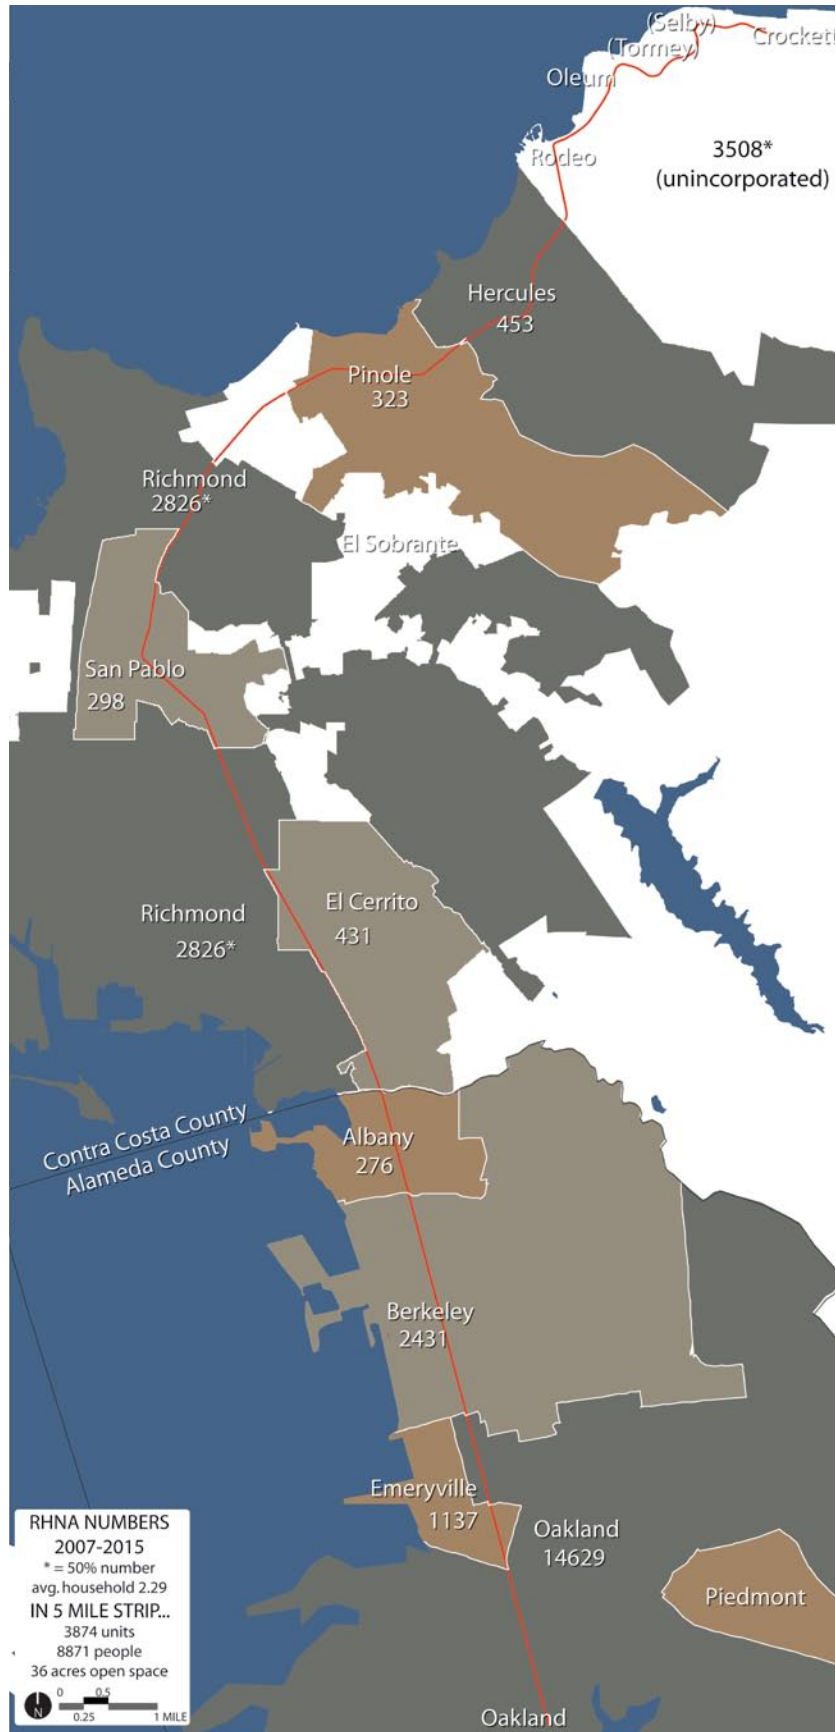 (Selby)
Crockett
(Tormey)
Oleum
Rodeo
3508*
(unincorporated)
Hercules
453
Pinole
323
Richmond
2826*
El Sobrante
San Pablo
298
El Cerrito
431
Richmond
2826*
Contra Costa County
Alameda County
Albany
276
Berkeley
2431
Emeryville
1137
Oakland
14629
Piedmont
Oakland
RHNA NUMBERS
2007-2015
* = 50% number
avg. household 2.29
IN 5 MILE STRIP...
3874 units
8871 people
36 acres open space
0 0.5
0.25 1 MILE
N